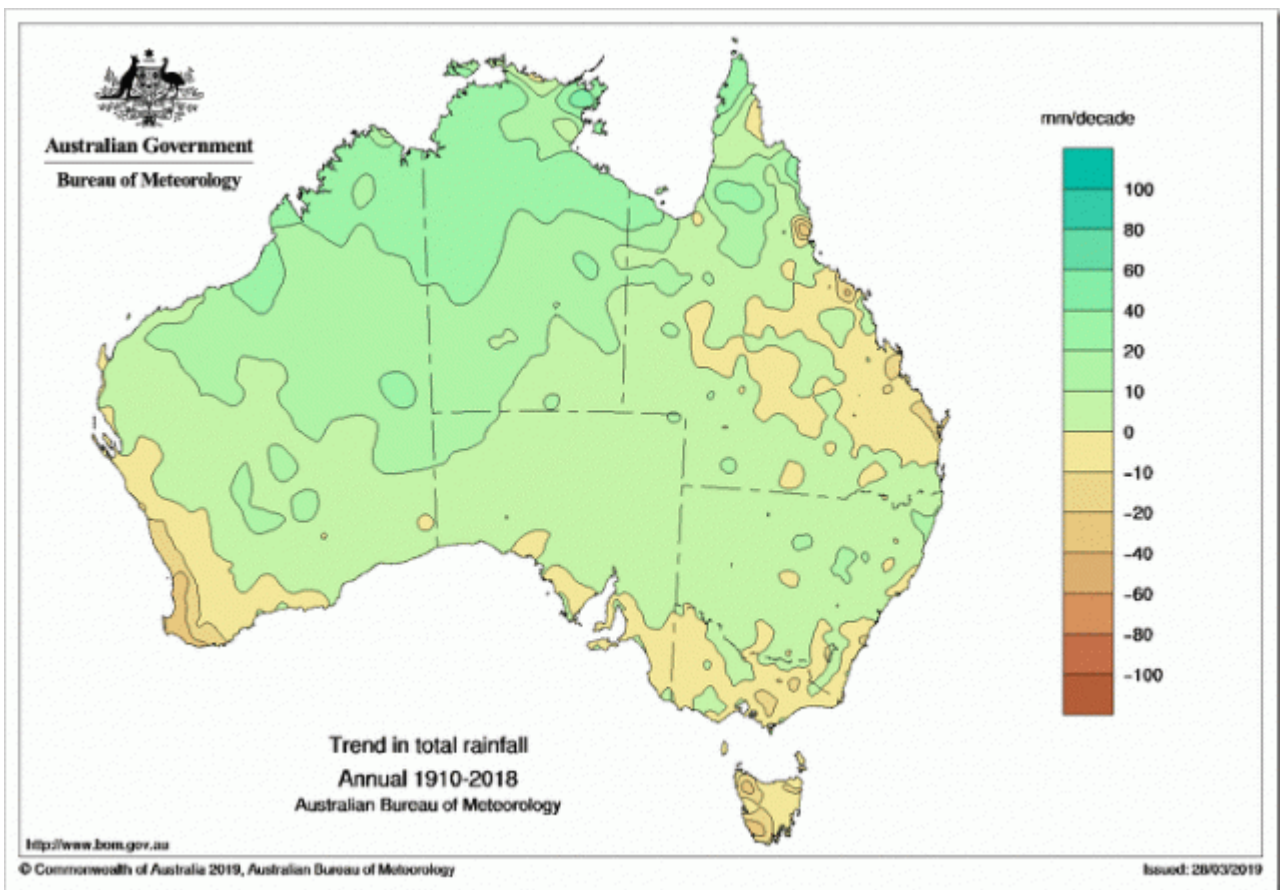 Australian Government
Bureau of Meteorology
mm/decade
100
80
60
40
20
10
0
-10
-20
-40
-60
-80
-100
Trend in total rainfall
Annual 1910-2018
Australian Bureau of Meteorology
http://www.bom.gov.au
© Commonwealth of Australia 2019, Australian Bureau of Meteorology
Issued: 28/03/2019